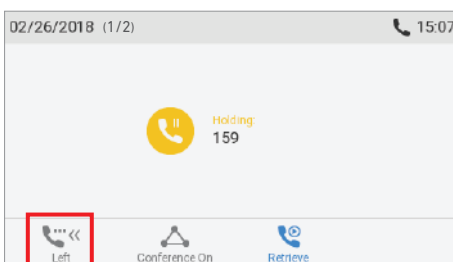 02/26/2018 (1/2) 15:07
Holding:
159
Left Conference On Retrieve